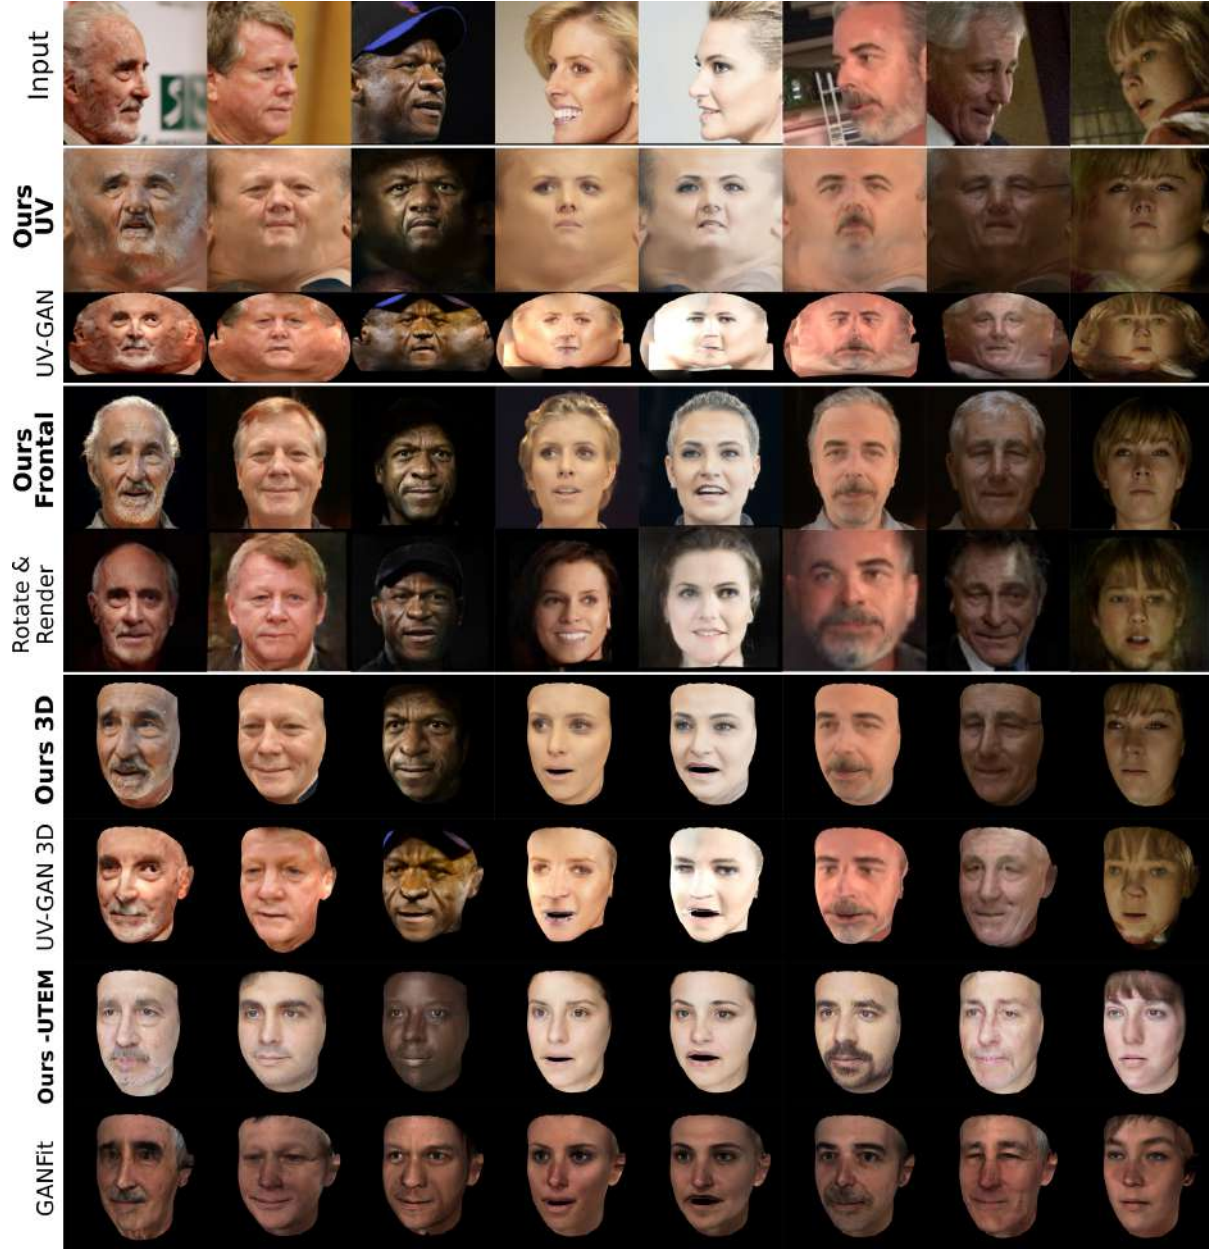 Input
Ours
UV
UV-GAN
Ours
Frontal
Rotate &
Render
Ours 3D
UV-GAN 3D
Ours -UTEM
GANFit